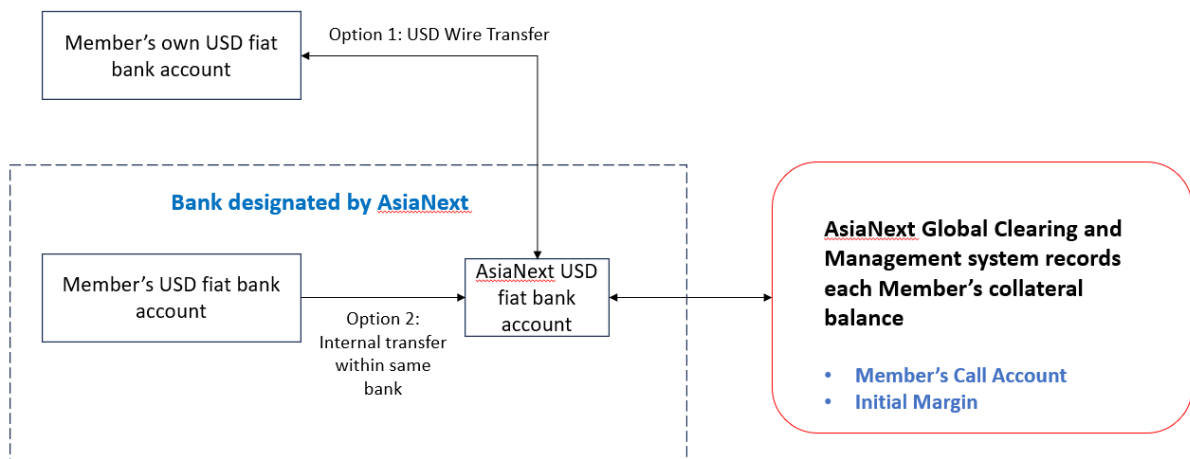 Member’s own USD fiat
bank account
Option 1: USD Wire Transfer
Bank designated by AsiaNext
Member’s USD fiat bank
account
Option 2:
Internal transfer
within same
bank
AsiaNext USD
fiat bank
account
AsiaNext Global Clearing and
Management system records
each Member’s collateral
balance
• Member’s Call Account
• Initial Margin